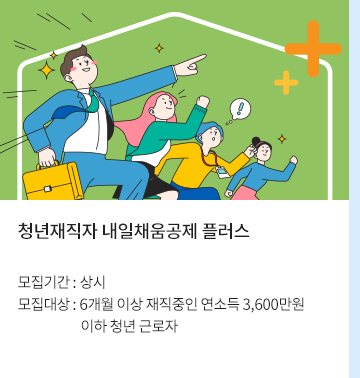 청년재직자 내일채움공제 플러스
모집기간 : 상시
모집대상 : 6개월 이상 재직중인 연소득 3,600만원
이하 청년 근로자